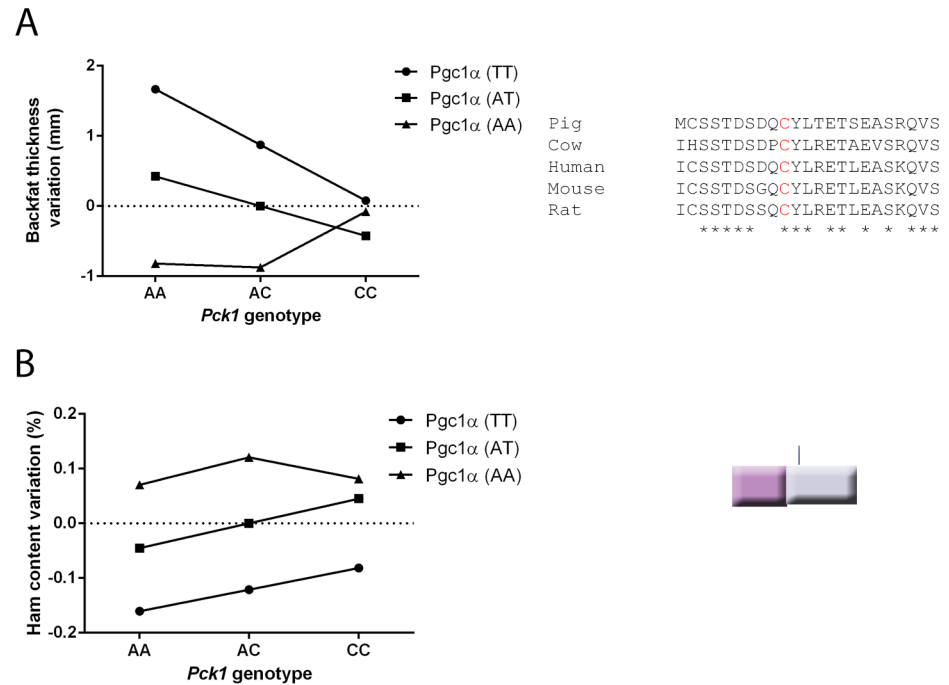 A
2
1
0
-1
Backfat thickness
variation (mm)
AA AC CC
Pck1 genotype
Pgc1α (TT)
Pgc1α (AT)
Pgc1α (AA)
Pig MCSSTDSDQCYLTETSEASRQVS
Cow IHSSTDSDPCYLRETAEVSRQVS
Human ICSSTDSDQCYLRETLEASKQVS
Mouse ICSSTDSGQCYLRETLEASKQVS
Rat ICSSTDSSQCYLRETLEASKQVS
***** *** ** * * ***
B
0.2
0.1
0.0
-0.1
-0.2
Ham content variation (%)
AA AC CC
Pck1 genotype
Pgc1α (TT)
Pgc1α (AT)
Pgc1α (AA)